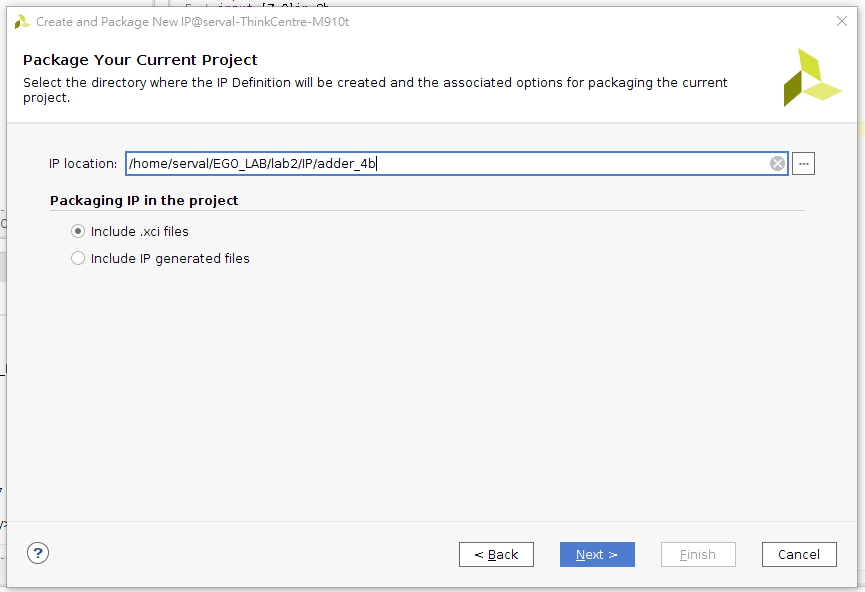 Create and Package New IP@serval-ThinkCentre-M910t
Package Your Current Project
Select the directory where the IP Definition will be created and the associated options for packaging the current
project.
IP location: /home/serval/EGO_LAB/lab2/IP/adder_4b
Packaging IP in the project
Include .xci files
Include IP generated files
? < Back Next > Finish Cancel